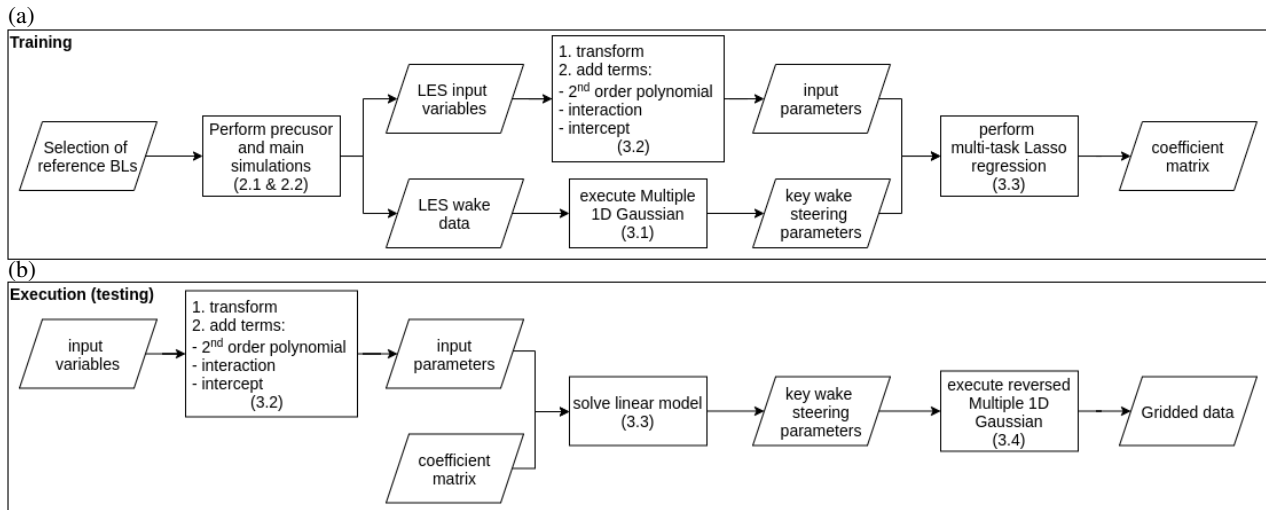 (a)
Training
Selection of
reference BLs
Perform precusor
and main
simulations
(2.1 & 2.2)
LES input
variables
1. transform
2. add terms:
- 2nd order polynomial
- interaction
- intercept
(3.2)
input
parameters
LES wake
data
execute Multiple
1D Gaussian
(3.1)
key wake
steering
parameters
perform
multi-task Lasso
regression
(3.3)
coefficient
matrix
(b)
Execution (testing)
input
variables
1. transform
2. add terms:
- 2nd order polynomial
- interaction
- intercept
(3.2)
input
parameters
coefficient
matrix
solve linear model
(3.3)
key wake
steering
parameters
execute reversed
Multiple 1D
Gaussian
(3.4)
Gridded data